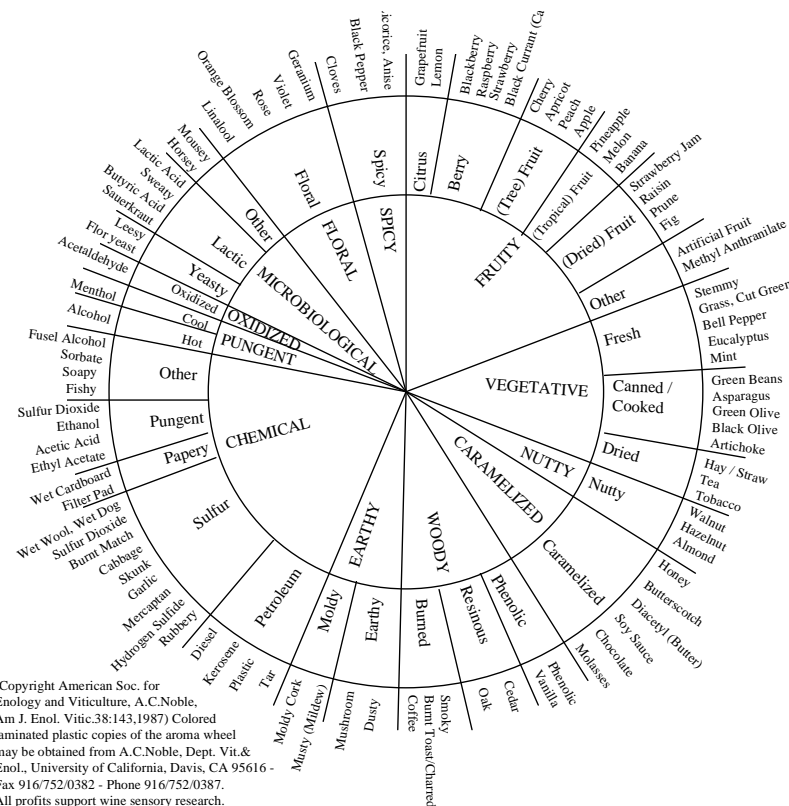 icorice, Anise
Black Pepper
Cloves
SPICY
Spicy
Grapefruit
Lemon
Citrus
Blackberry
Raspberry
Strawberry
Black Currant (Ca
Berry
Cherry
Apricot
Peach
Apple
(Tree) Fruit
Pineapple
Melon
Banana
(Tropical) Fruit
Strawberry Jam
Raisin
Prune
Fig
(Dried) Fruit
Artificial Fruit
Methyl Anthranilate
Other
FRUITY
Stemmy
Grass, Cut Green
Bell Pepper
Eucalyptus
Mint
Fresh
Green Beans
Asparagus
Green Olive
Black Olive
Artichoke
Canned /
Cooked
Hay / Straw
Tea
Tobacco
Dried
VEGETATIVE
Walnut
Hazelnut
Almond
Nutty
NUTTY
Honey
Butterscotch
Diacetyl (Butter)
Soy Sauce
Chocolate
Molasses
Caramelized
CARAMELIZED
Phenolic
Vanilla
Phenolic
Cedar
Oak
Resinous
Smoky
Burnt Toast/Charred
Coffee
Burned
WOODY
Dusty
Mushroom
Earthy
Musty (Mildew)
Moldy Cork
Moldy
EARTHY
Tar
Plastic
Kerosene
Diesel
Petroleum
Rubbery
Hydrogen Sulfide
Mercaptan
Garlic
Skunk
Cabbage
Burnt Match
Sulfur Dioxide
Wet Wool, Wet Dog
Sulfur
Filter Pad
Wet Cardboard
Papery
Ethyl Acetate
Acetic Acid
Ethanol
Sulfur Dioxide
Pungent
Fishy
Soapy
Sorbate
Fusel Alcohol
Other
CHEMICAL
Alcohol
Hot
Menthol
Cool
PUNGENT
Acetaldehyde
Oxidized
OXIDIZED
Flor yeast
Leesy
Yeasty
Sauerkraut
Butyric Acid
Sweaty
Lactic Acid
Lactic
Horsey
Mousey
Other
MICROBIOLOGICAL
Linalool
Orange Blossom
Rose
Violet
Geranium
Floral
FLORAL
Copyright American Soc. for
Enology and Viticulture, A.C.Noble,
Am J. Enol. Vitic.38:143,1987) Colored
laminated plastic copies of the aroma wheel
may be obtained from A.C.Noble, Dept. Vit.&
Enol., University of California, Davis, CA 95616 -
Fax 916/752/0382 - Phone 916/752/0387.
All profits support wine sensory research.